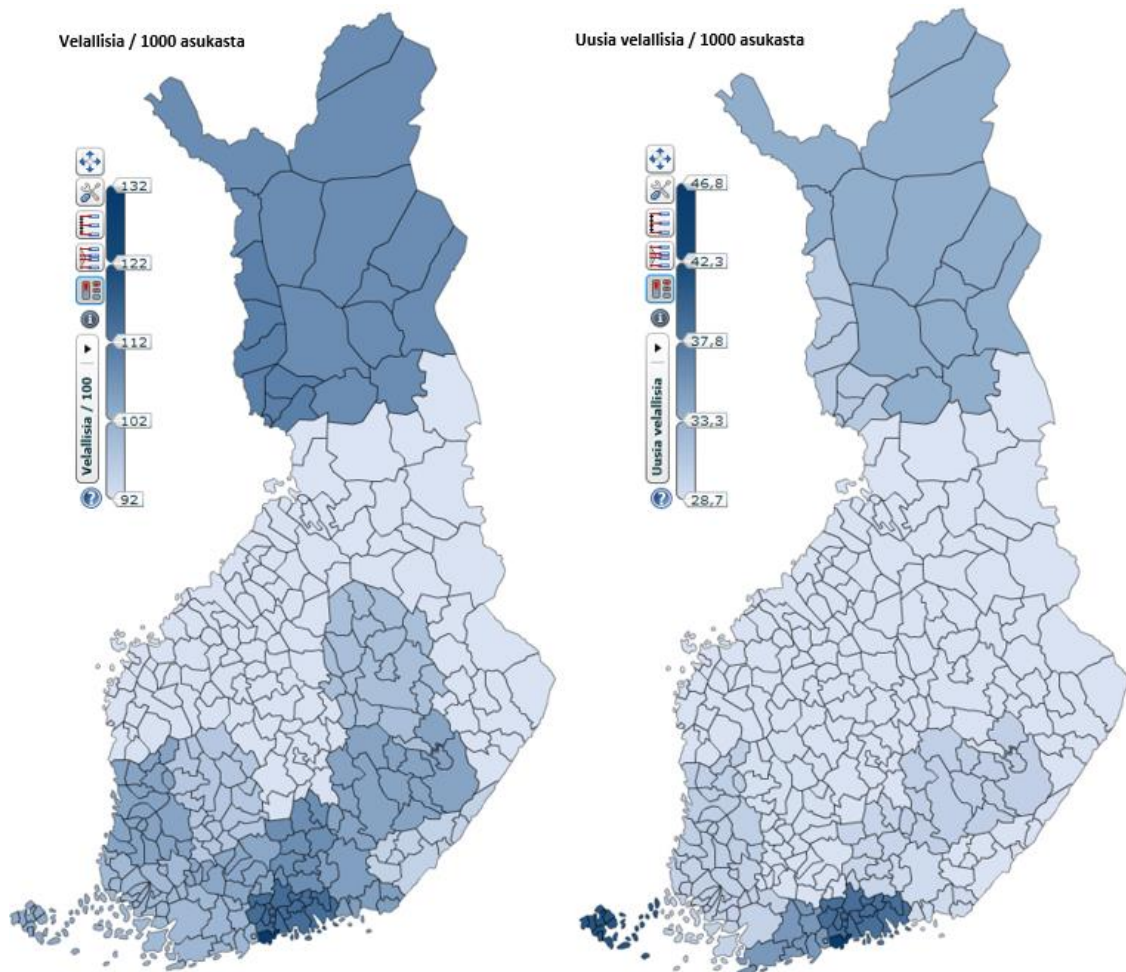 Velallisia / 1000 asukasta
132
122
112
102
92
Velallisia / 100
i
?
Uusia velallisia / 1000 asukasta
46,8
42,3
37,8
33,3
28,7
Uusia velallisia
i
?